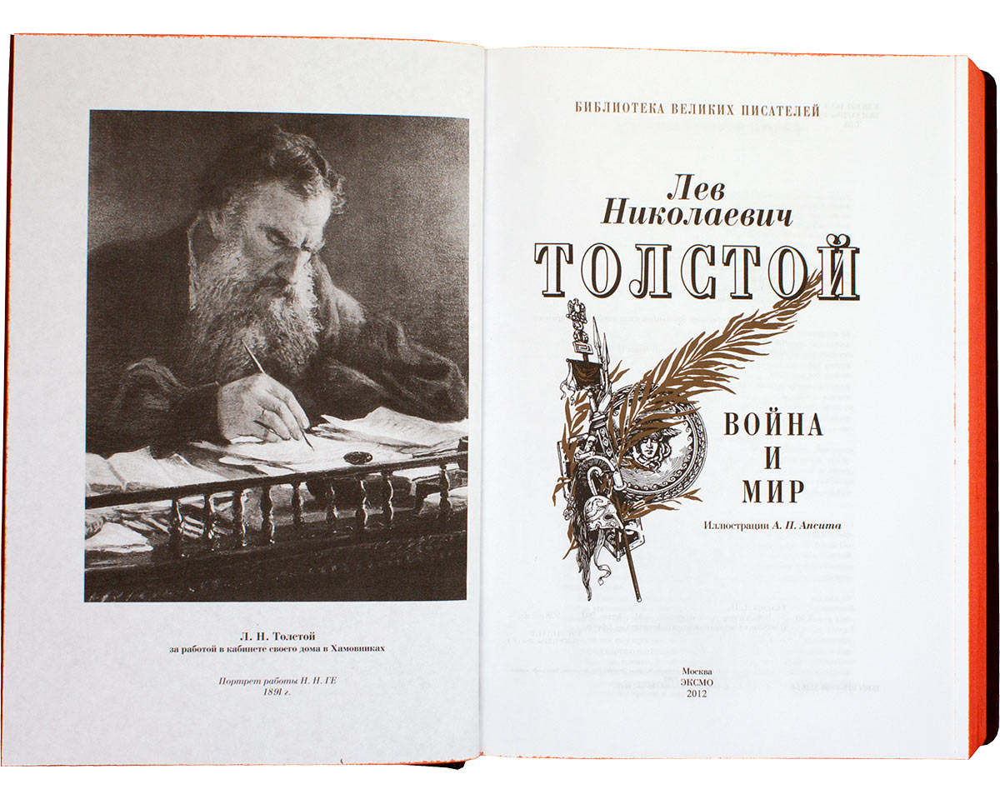 Л. Н. Толстой
за работой в кабинете своего дома в Хамовниках
Портрет работы Н. Н. ГЕ
1891 г.
БИБЛИОТЕКА ВЕЛИКИХ ПИСАТЕЛЕЙ
Лев
Николаевич
ТОЛСТОЙ
ВОЙНА
И
МИР
Иллюстрации А. П. Апсита
Москва
ЭКСМО
2012